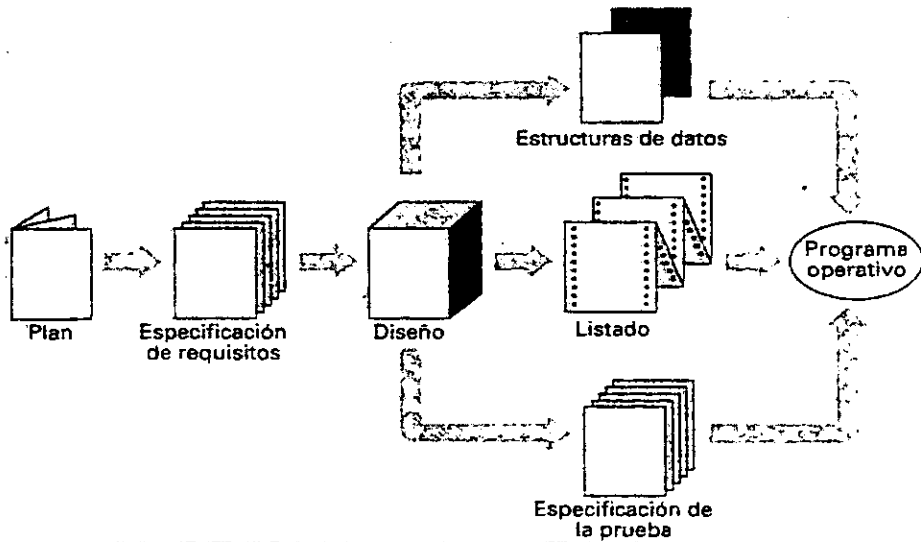 Estructuras de datos
Programa
operativo
Plan
Especificación
de requisitos
Diseño
Listado
Especificación de
la prueba